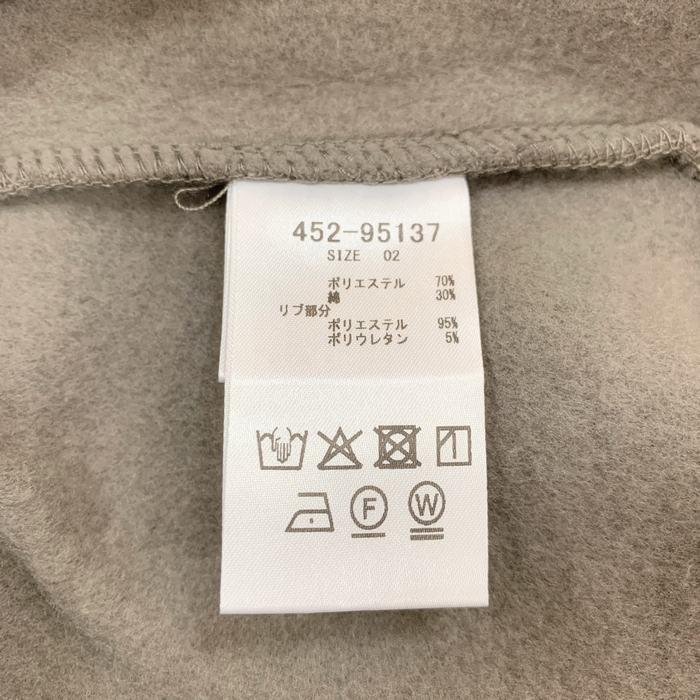 452-95137
SIZE 02
ポリエステル 70%
綿 30%
リブ部分
ポリエステル 95%
ポリウレタン 5%
F W